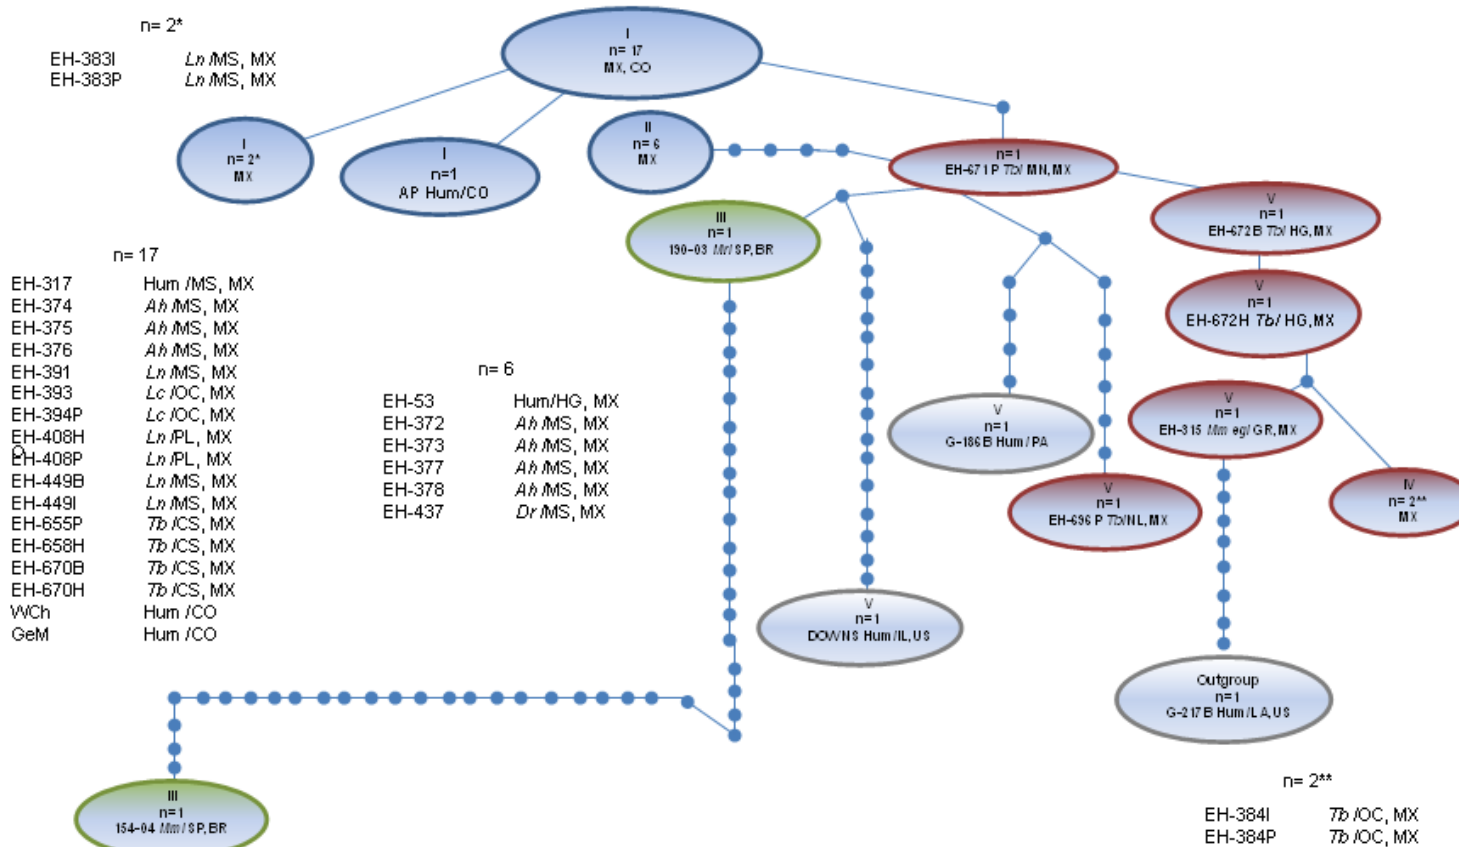 n= 2*
EH-383I Ln/MS, MX
EH-383P Ln/MS, MX
I
n= 17
MX, CO
I
n= 2*
MX
I
n=1
AP Hum/CO
II
n= 6
MX
n=1
EH-671 P Tb/ MN, MX
III
n=1
190-03 Mr/ SP, BR
V
n=1
EH-672B Tb/ HG, MX
V
n=1
EH-672H Tb/ HG, MX
V
n=1
EH-315 Mm eg/ GR, MX
V
n=1
G-186B Hum/PA
V
n=1
EH-696 P Tb/NL, MX
IV
n= 2**
MX
V
n=1
DOWNS Hum/IL, US
Outgroup
n=1
G-217B Hum/LA, US
III
n=1
154-04 Mm/ SP, BR
n= 17
EH-317 Hum /MS, MX
EH-374 Ah /MS, MX
EH-375 Ah /MS, MX
EH-376 Ah /MS, MX
EH-391 Ln /MS, MX
EH-393 Lc /OC, MX
EH-394P Lc /OC, MX
EH-408H Ln /PL, MX
EH-408P Ln /PL, MX
EH-449B Ln /MS, MX
EH-449I Ln /MS, MX
EH-655P Tb /CS, MX
EH-658H Tb /CS, MX
EH-670B Tb /CS, MX
EH-670H Tb /CS, MX
WCh Hum /CO
GeM Hum /CO
n= 6
EH-53 Hum/HG, MX
EH-372 Ah /MS, MX
EH-373 Ah /MS, MX
EH-377 Ah /MS, MX
EH-378 Ah /MS, MX
EH-437 Dr /MS, MX
n= 2**
EH-384I Tb /OC, MX
EH-384P Tb /OC, MX